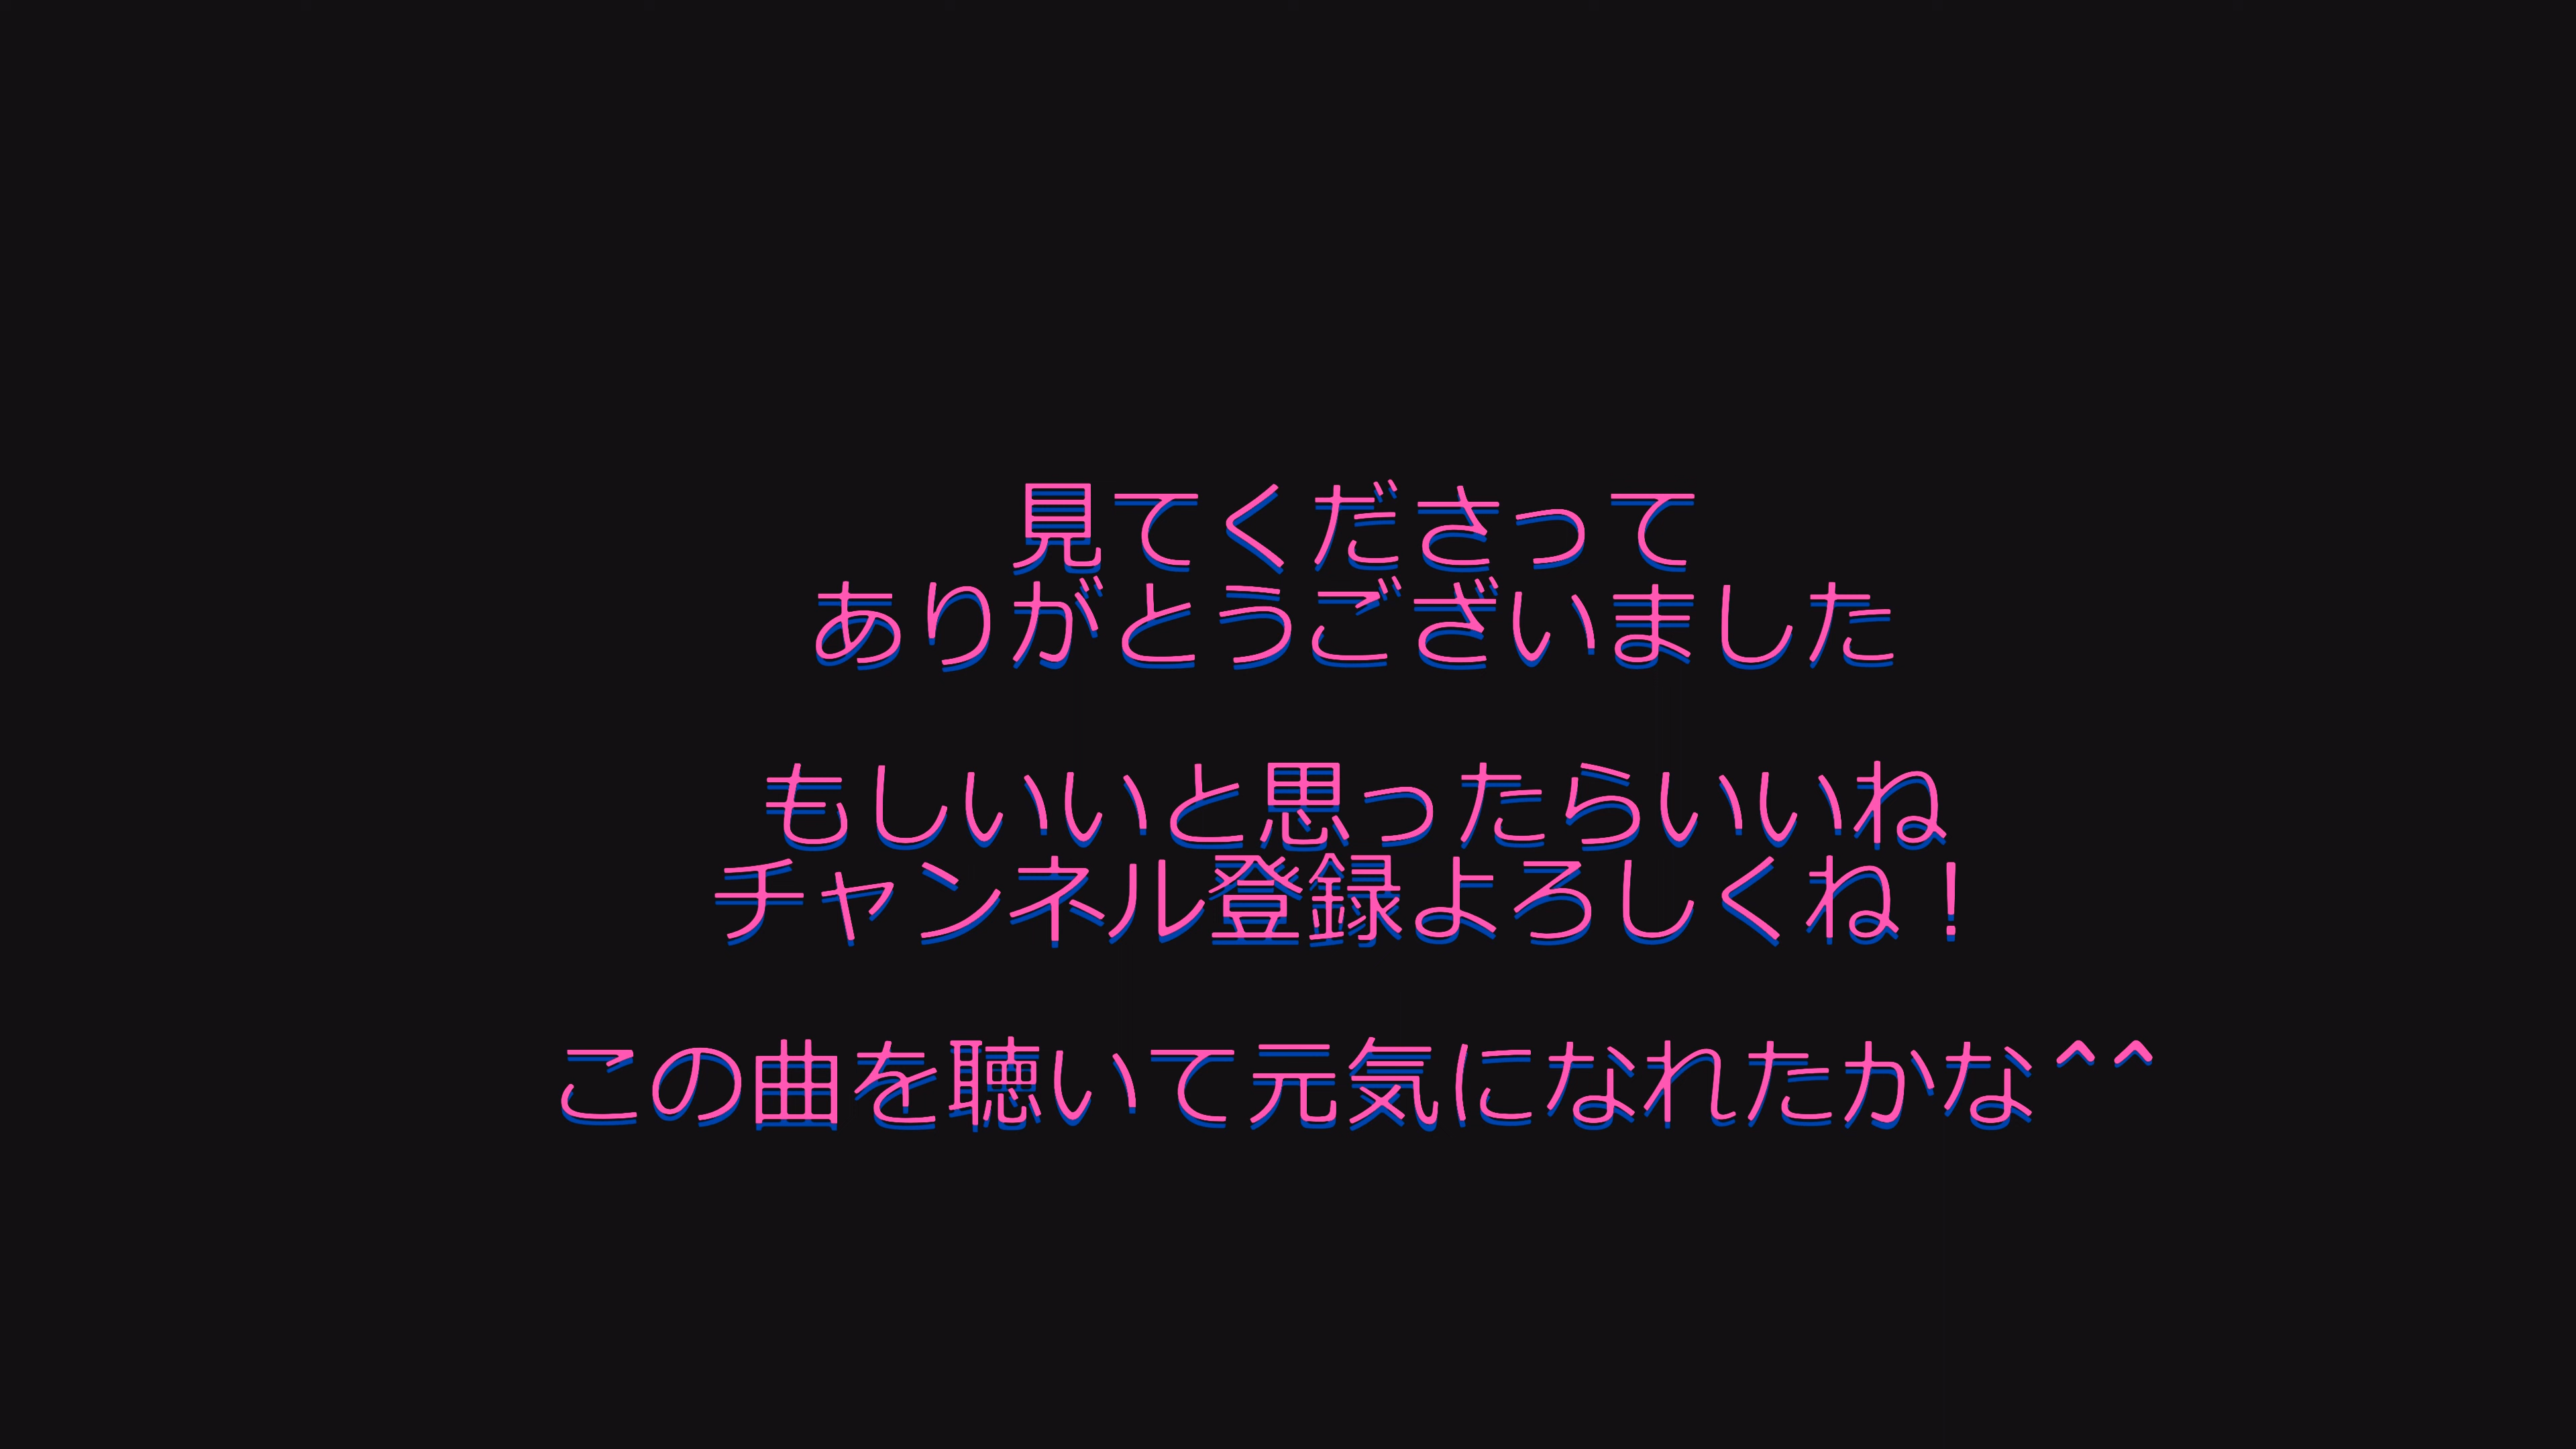 見てくださって
ありがとうございました
もしいいと思ったらいいね
チャンネル登録よろしくね!
この曲を聴いて元気になれたかな^^